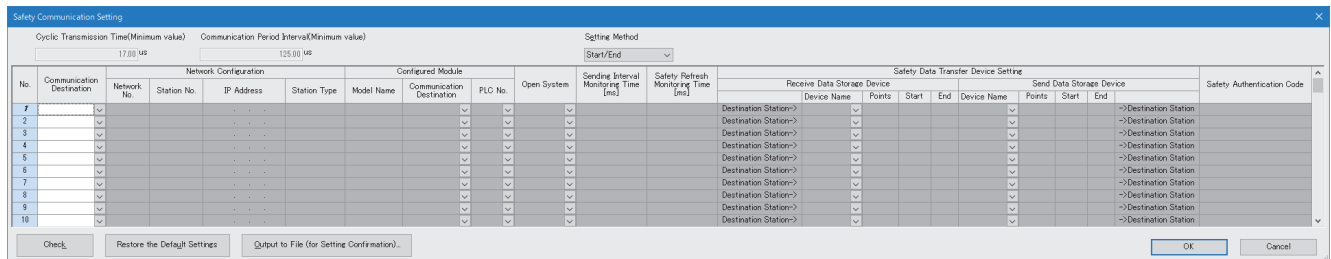 Safety Communication Setting
Cyclic Transmission Time(Minimum value) Communication Period Interval(Minimum value) Setting Method
17.00 us 125.00 us Start/End
No. Communication Destination Network Configuration Configured Module Open System Sending Interval Monitoring Time [ms] Safety Refresh Monitoring Time [ms] Safety Data Transfer Device Setting Safety Authentication Code
Network No. Station No. IP Address Station Type Model Name Communication Destination PLC No. Receive Data Storage Device Send Data Storage Device
Device Name Points Start End Device Name Points Start End
1 . . . Destination Station-> ->Destination Station
2 . . . Destination Station-> ->Destination Station
3 . . . Destination Station-> ->Destination Station
4 . . . Destination Station-> ->Destination Station
5 . . . Destination Station-> ->Destination Station
6 . . . Destination Station-> ->Destination Station
7 . . . Destination Station-> ->Destination Station
8 . . . Destination Station-> ->Destination Station
9 . . . Destination Station-> ->Destination Station
10 . . . Destination Station-> ->Destination Station
Check Restore the Default Settings Output to File (for Setting Confirmation)... OK Cancel